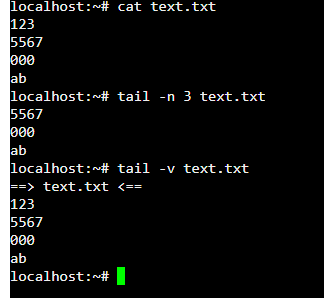 localhost:~# cat text.txt
123
5567
000
ab
localhost:~# tail -n 3 text.txt
5567
000
ab
localhost:~# tail -v text.txt
==> text.txt <==
123
5567
000
ab
localhost:~#